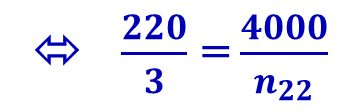 ⇔ 220/3 = 4000/n₂₂